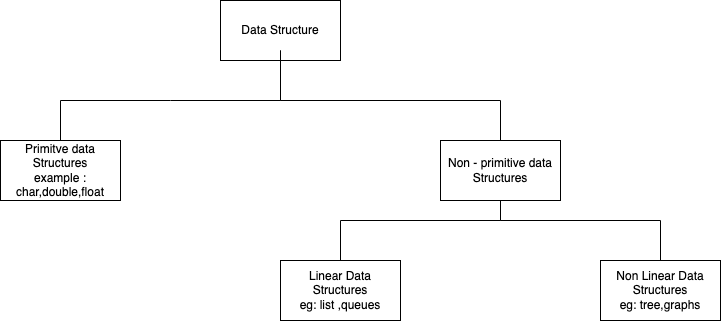 Data Structure
Primitve data
Structures
example :
char,double,float
Non - primitive data
Structures
Linear Data
Structures
eg: list ,queues
Non Linear Data
Structures
eg: tree,graphs